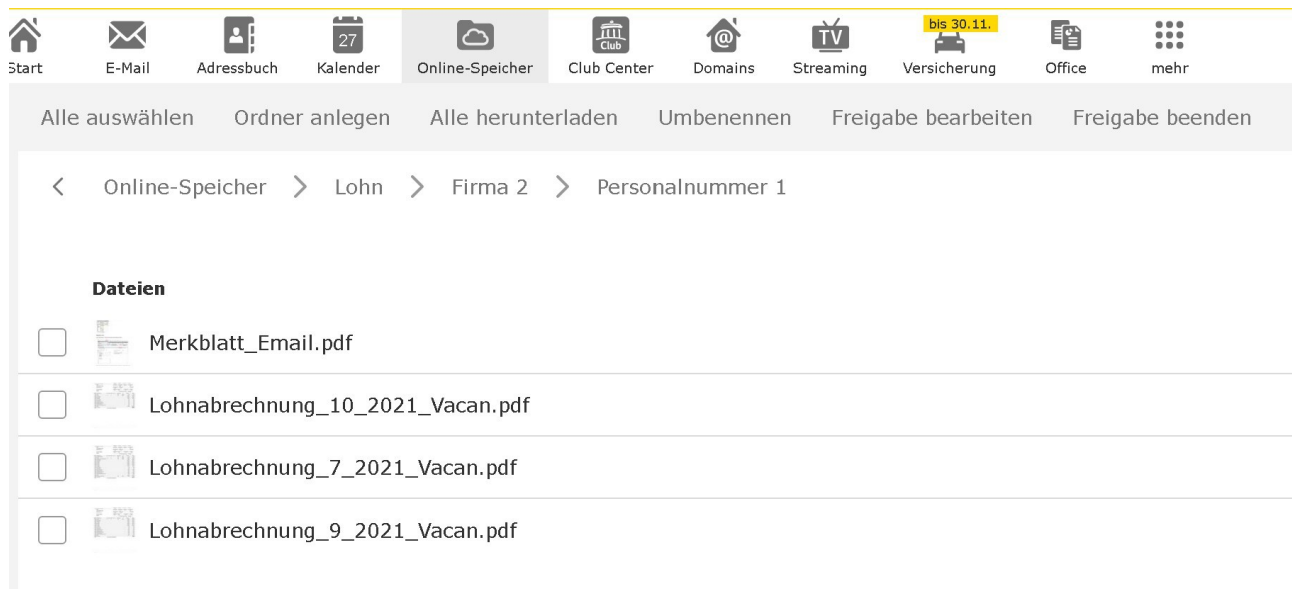 bis 30.11.
27
Club
@
TV
Start E-Mail Adressbuch Kalender Online-Speicher Club Center Domains Streaming Versicherung Office mehr
Alle auswählen Ordner anlegen Alle herunterladen Umbenennen Freigabe bearbeiten Freigabe beenden
< Online-Speicher > Lohn > Firma 2 > Personalnummer 1
Dateien
Merkblatt_Email.pdf
Lohnabrechnung_10_2021_Vacan.pdf
Lohnabrechnung_7_2021_Vacan.pdf
Lohnabrechnung_9_2021_Vacan.pdf